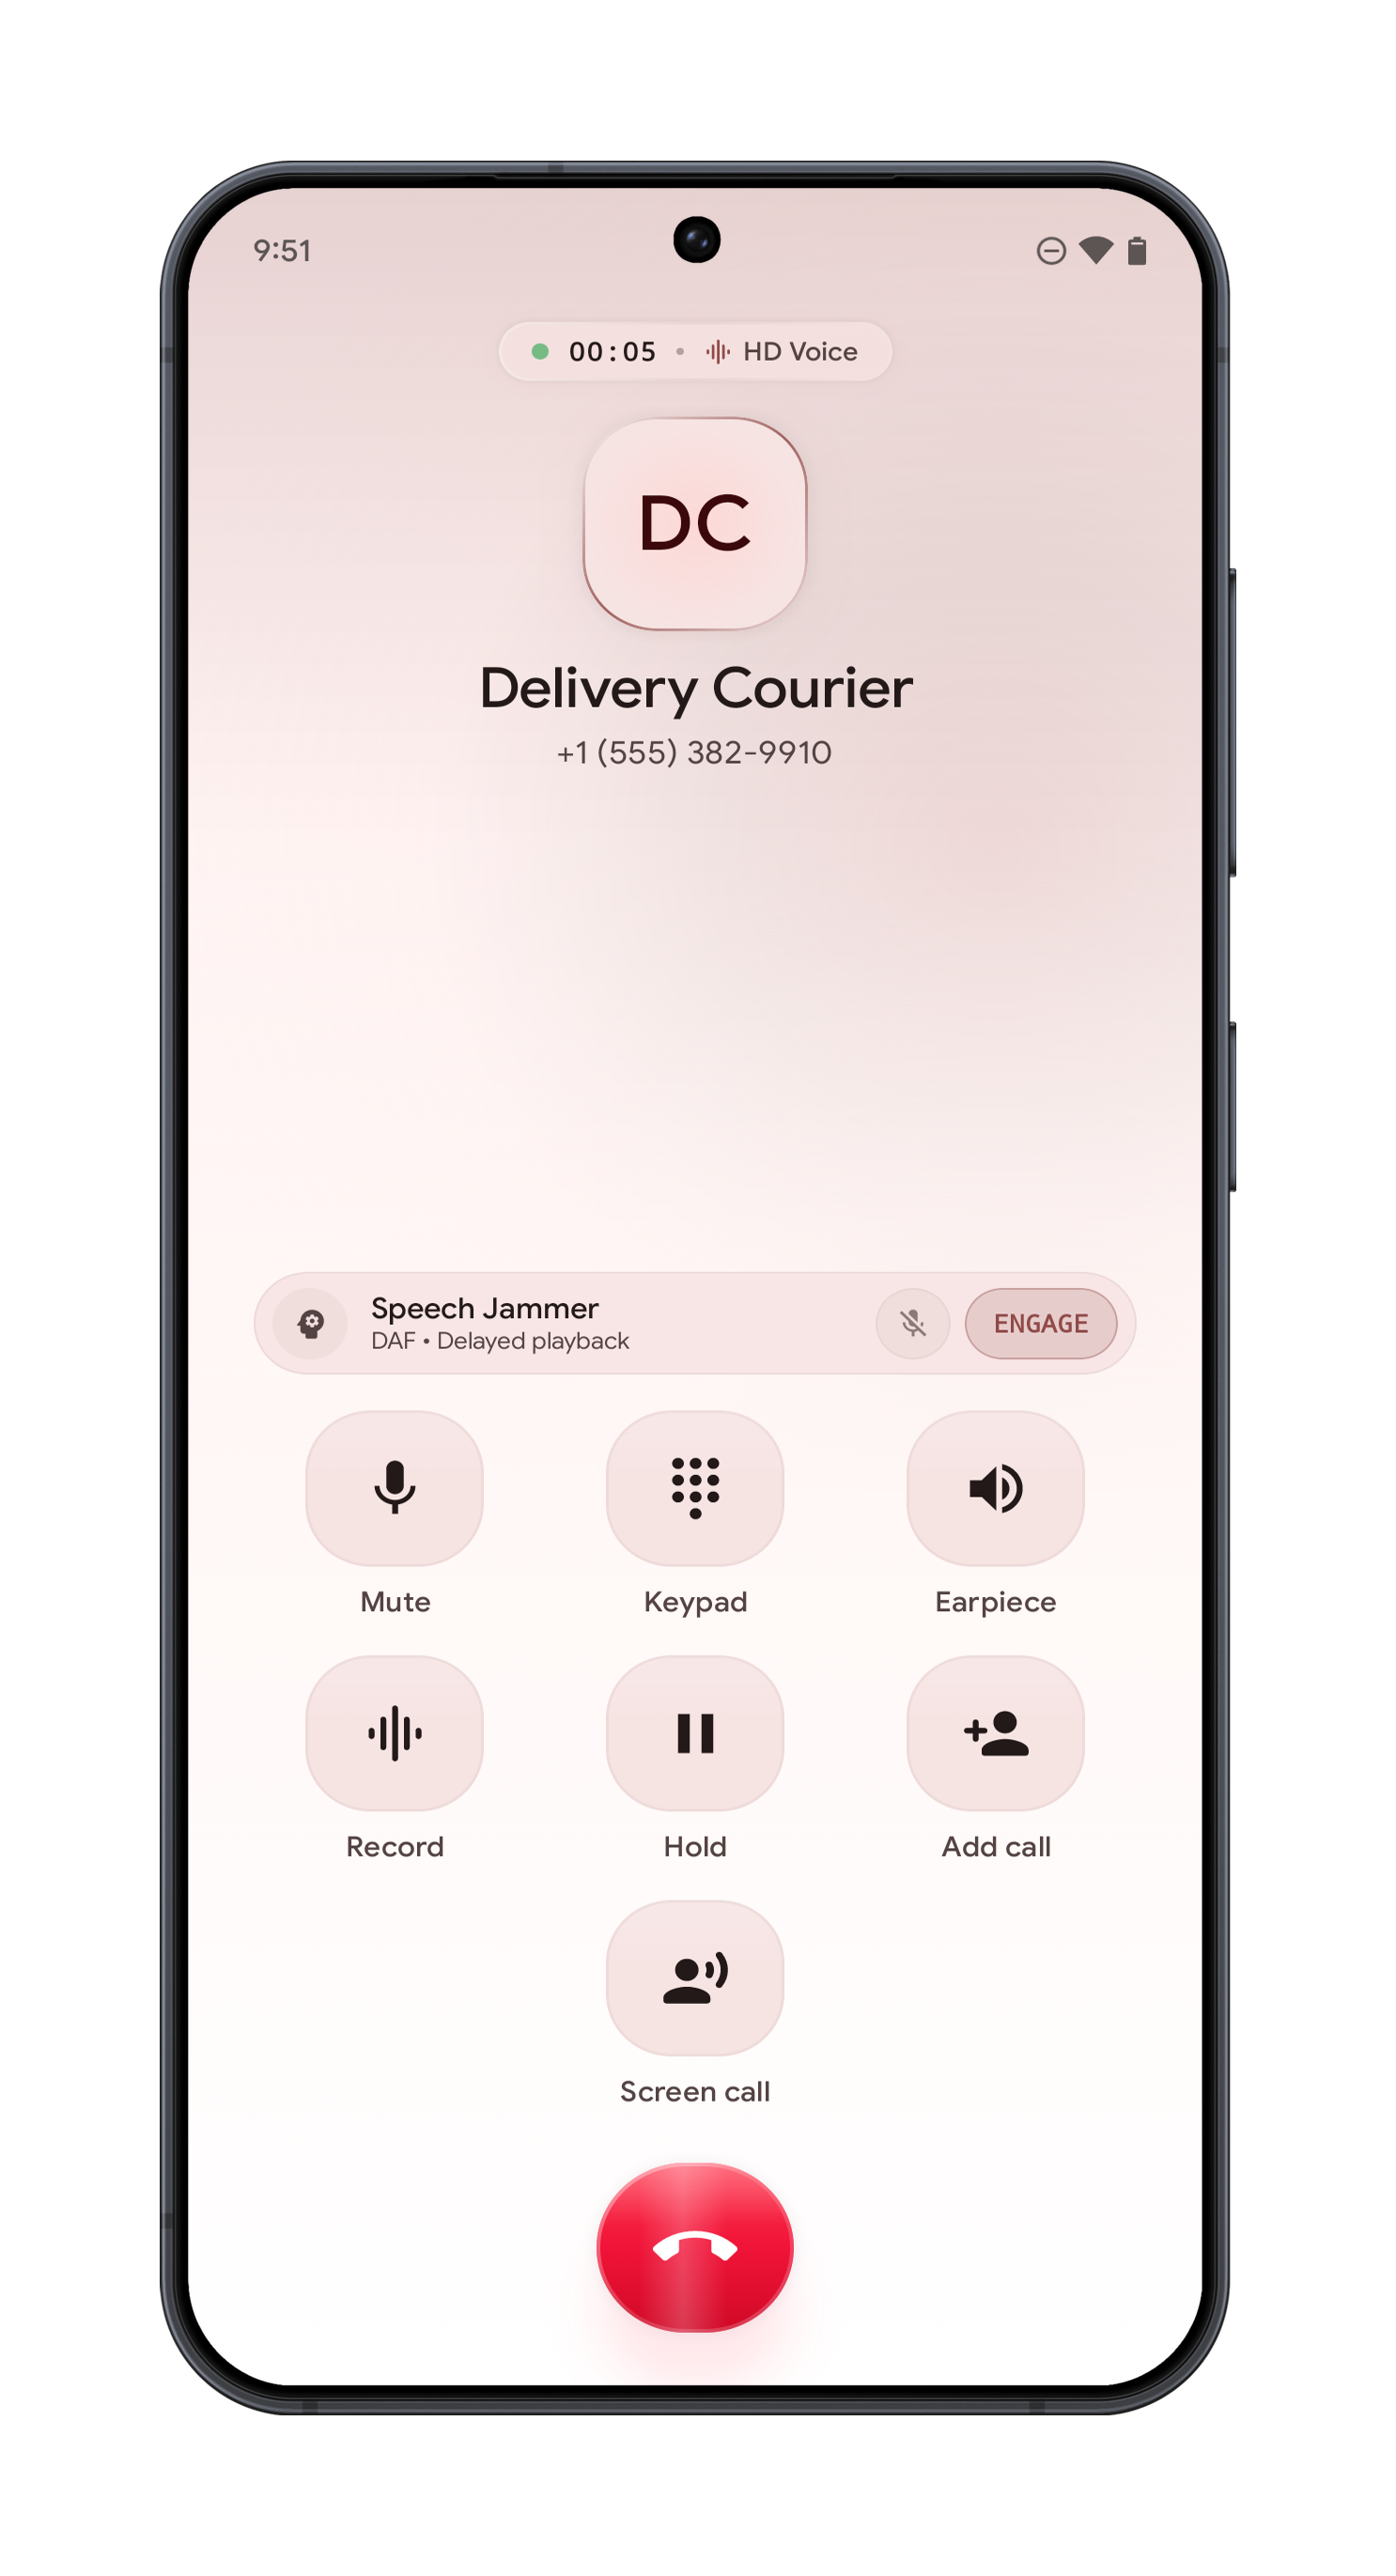 9:51
00:05 • HD Voice
DC
Delivery Courier
+1 (555) 382-9910
Speech Jammer
DAF • Delayed playback
ENGAGE
Mute
Keypad
Earpiece
Record
Hold
Add call
Screen call